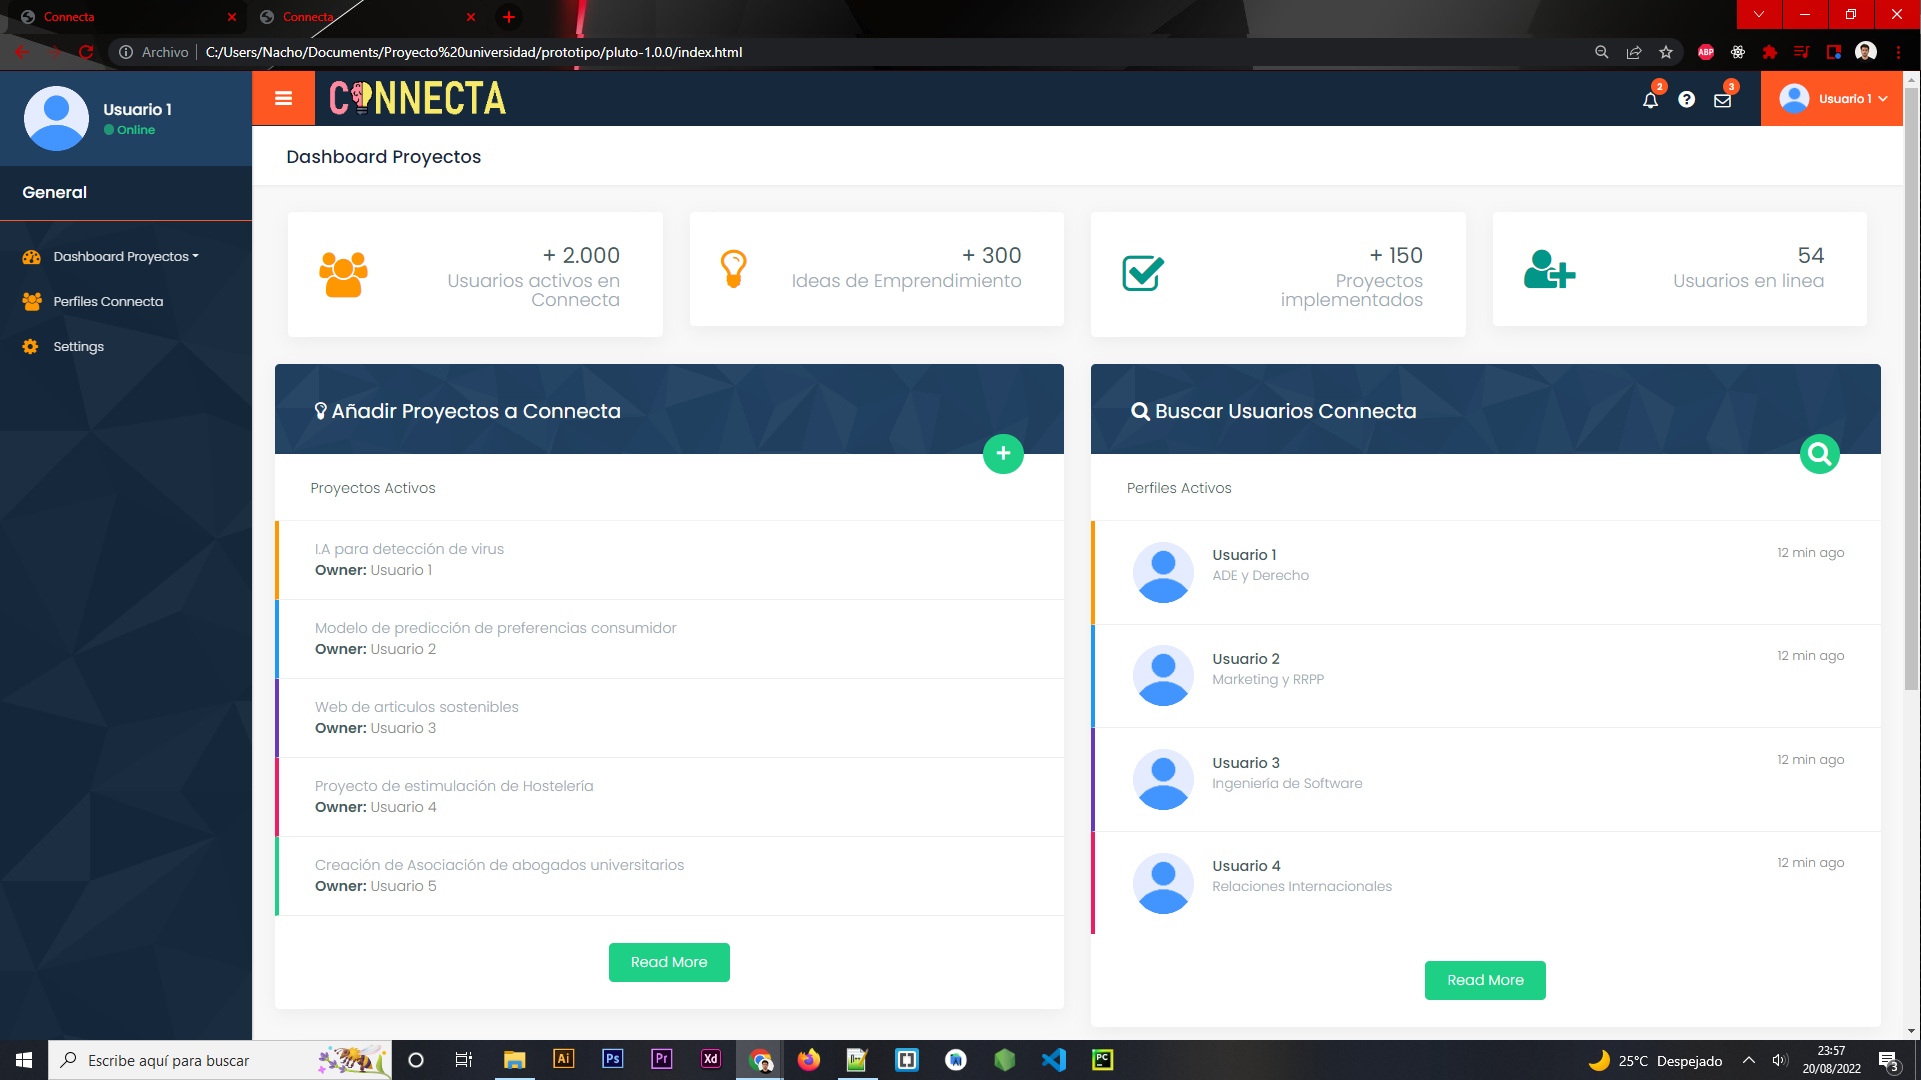 Connecta
Connecta
Archivo
C:/Users/Nacho/Documents/Proyecto%20universidad/prototipo/pluto-1.0.0/index.html
ABP
Usuario 1
Online
CONNECTA
2
3
Usuario 1
Dashboard Proyectos
General
Dashboard Proyectos
Perfiles Connecta
Settings
+ 2.000
Usuarios activos en
Connecta
+ 300
Ideas de Emprendimiento
+ 150
Proyectos
implementados
54
Usuarios en linea
Añadir Proyectos a Connecta
Proyectos Activos
I.A para detección de virus
Owner: Usuario 1
Modelo de predicción de preferencias consumidor
Owner: Usuario 2
Web de articulos sostenibles
Owner: Usuario 3
Proyecto de estimulación de Hostelería
Owner: Usuario 4
Creación de Asociación de abogados universitarios
Owner: Usuario 5
Read More
Buscar Usuarios Connecta
Perfiles Activos
Usuario 1
12 min ago
ADE y Derecho
Usuario 2
12 min ago
Marketing y RRPP
Usuario 3
12 min ago
Ingeniería de Software
Usuario 4
12 min ago
Relaciones Internacionales
Read More
Escribe aquí para buscar
Ai
Ps
Pr
Xd
PC
25°C Despejado
23:57
20/08/2022
3